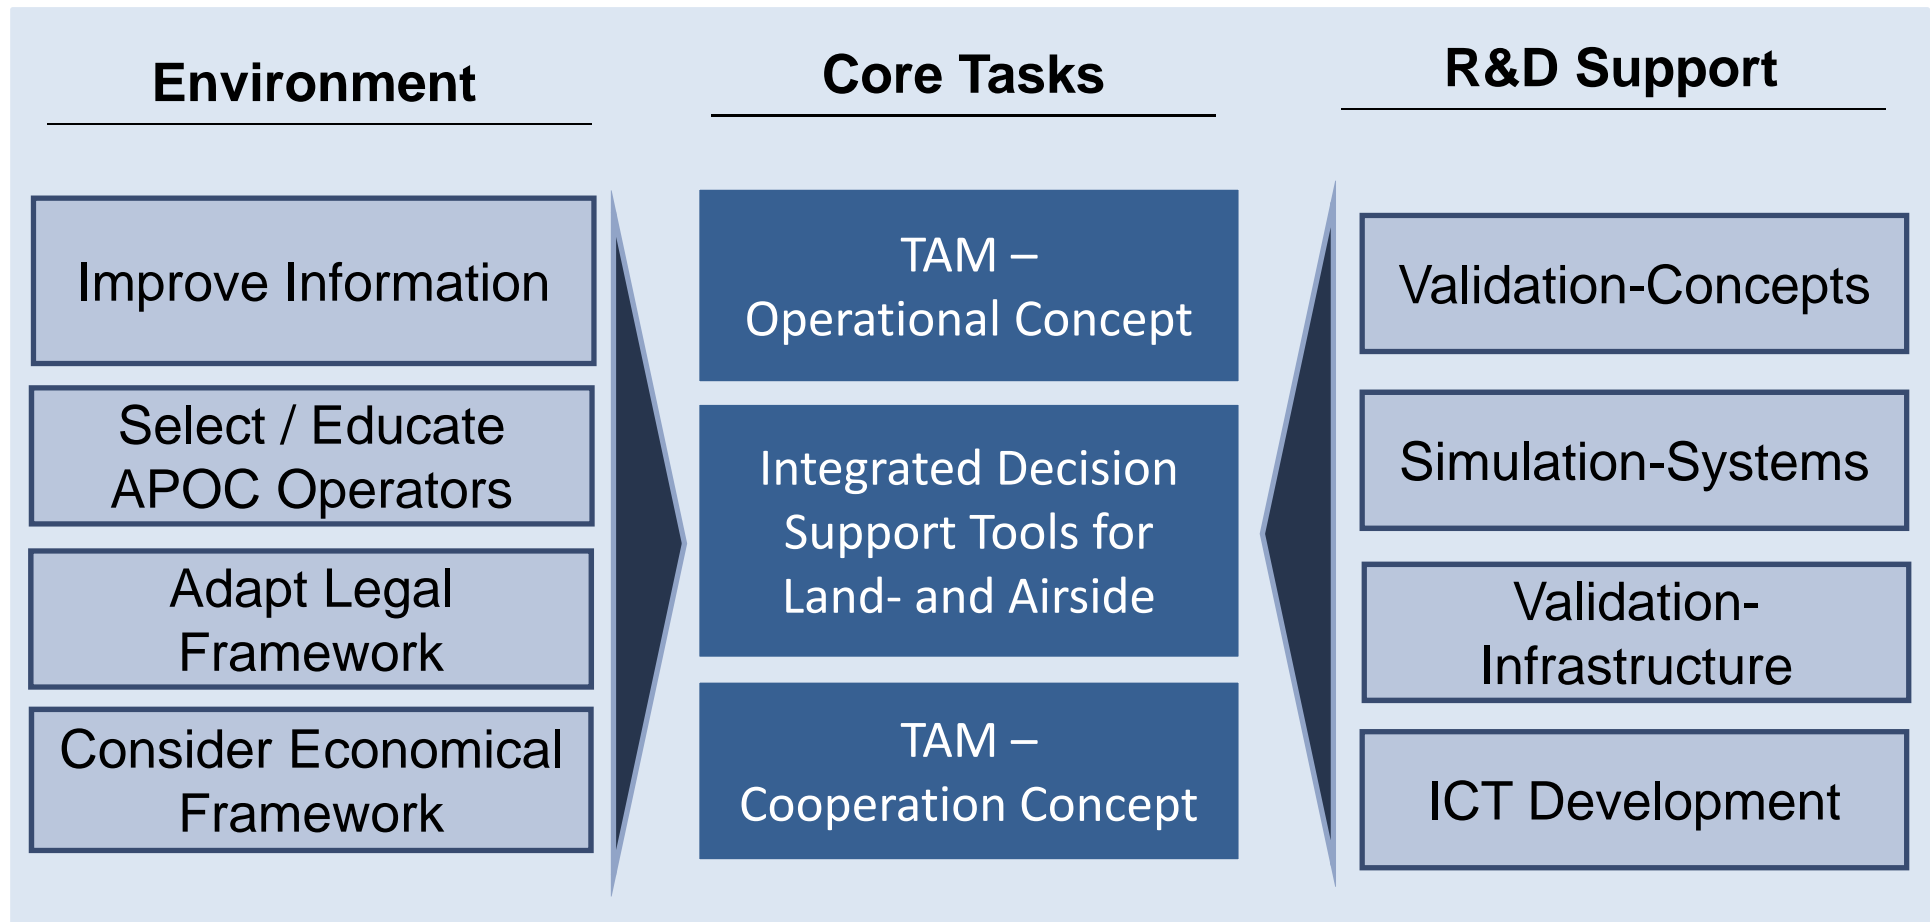 Environment
Improve Information
Select / Educate
APOC Operators
Adapt Legal
Framework
Consider Economical
Framework
Core Tasks
TAM –
Operational Concept
Integrated Decision
Support Tools for
Land- and Airside
TAM –
Cooperation Concept
R&D Support
Validation-Concepts
Simulation-Systems
Validation-
Infrastructure
ICT Development